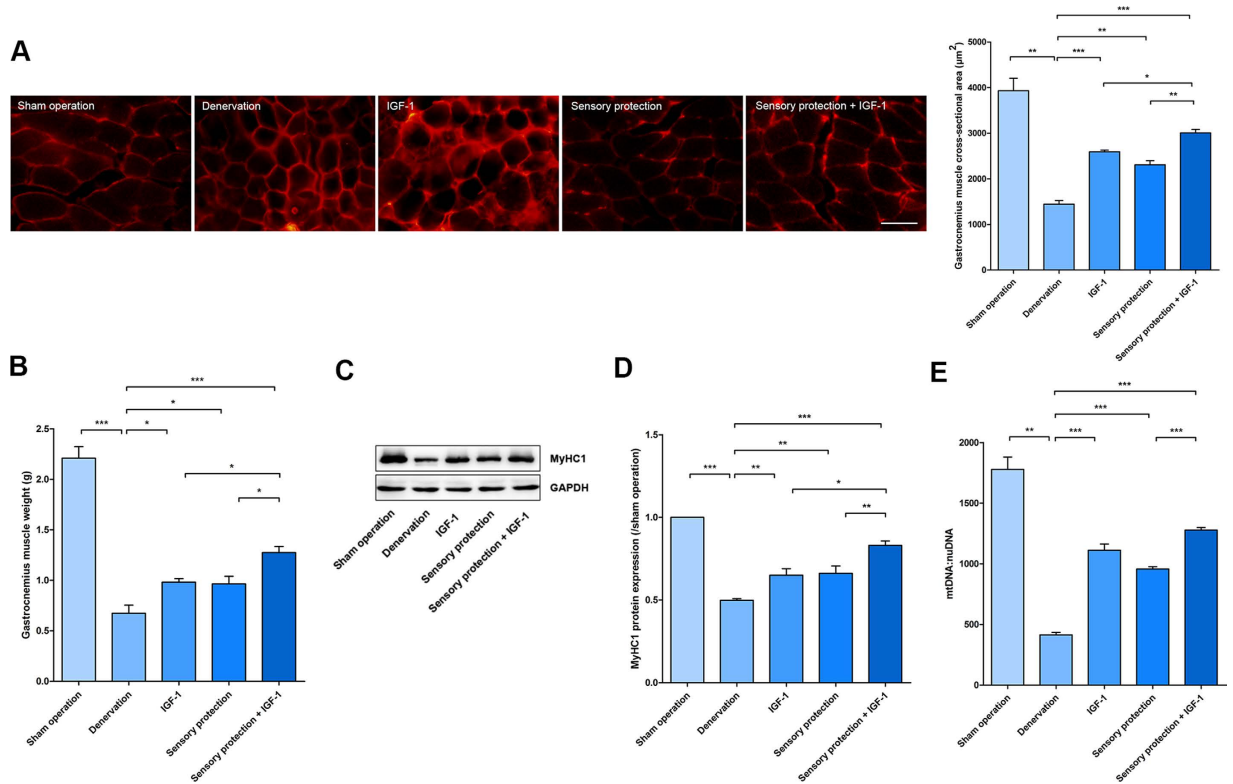 A
Sham operation
Denervation
IGF-1
Sensory protection
Sensory protection + IGF-1
Gastrocnemius muscle cross-sectional area (µm²)
5000
4000
3000
2000
1000
0
***
**
** ***
*
**
Sham operation
Denervation
IGF-1
Sensory protection
Sensory protection + IGF-1
B
Gastrocnemius muscle weight (g)
2.5
2.0
1.5
1.0
0.5
0.0
***
*
*** *
*
*
Sham operation
Denervation
IGF-1
Sensory protection
Sensory protection + IGF-1
C
MyHC1
GAPDH
Sham operation
Denervation
IGF-1
Sensory protection
Sensory protection + IGF-1
D
MyHC1 protein expression (/sham operation)
1.5
1.0
0.5
0.0
***
**
*** **
*
**
Sham operation
Denervation
IGF-1
Sensory protection
Sensory protection + IGF-1
E
mtDNA:nuDNA
2000
1500
1000
500
0
***
***
** *** ***
Sham operation
Denervation
IGF-1
Sensory protection
Sensory protection + IGF-1